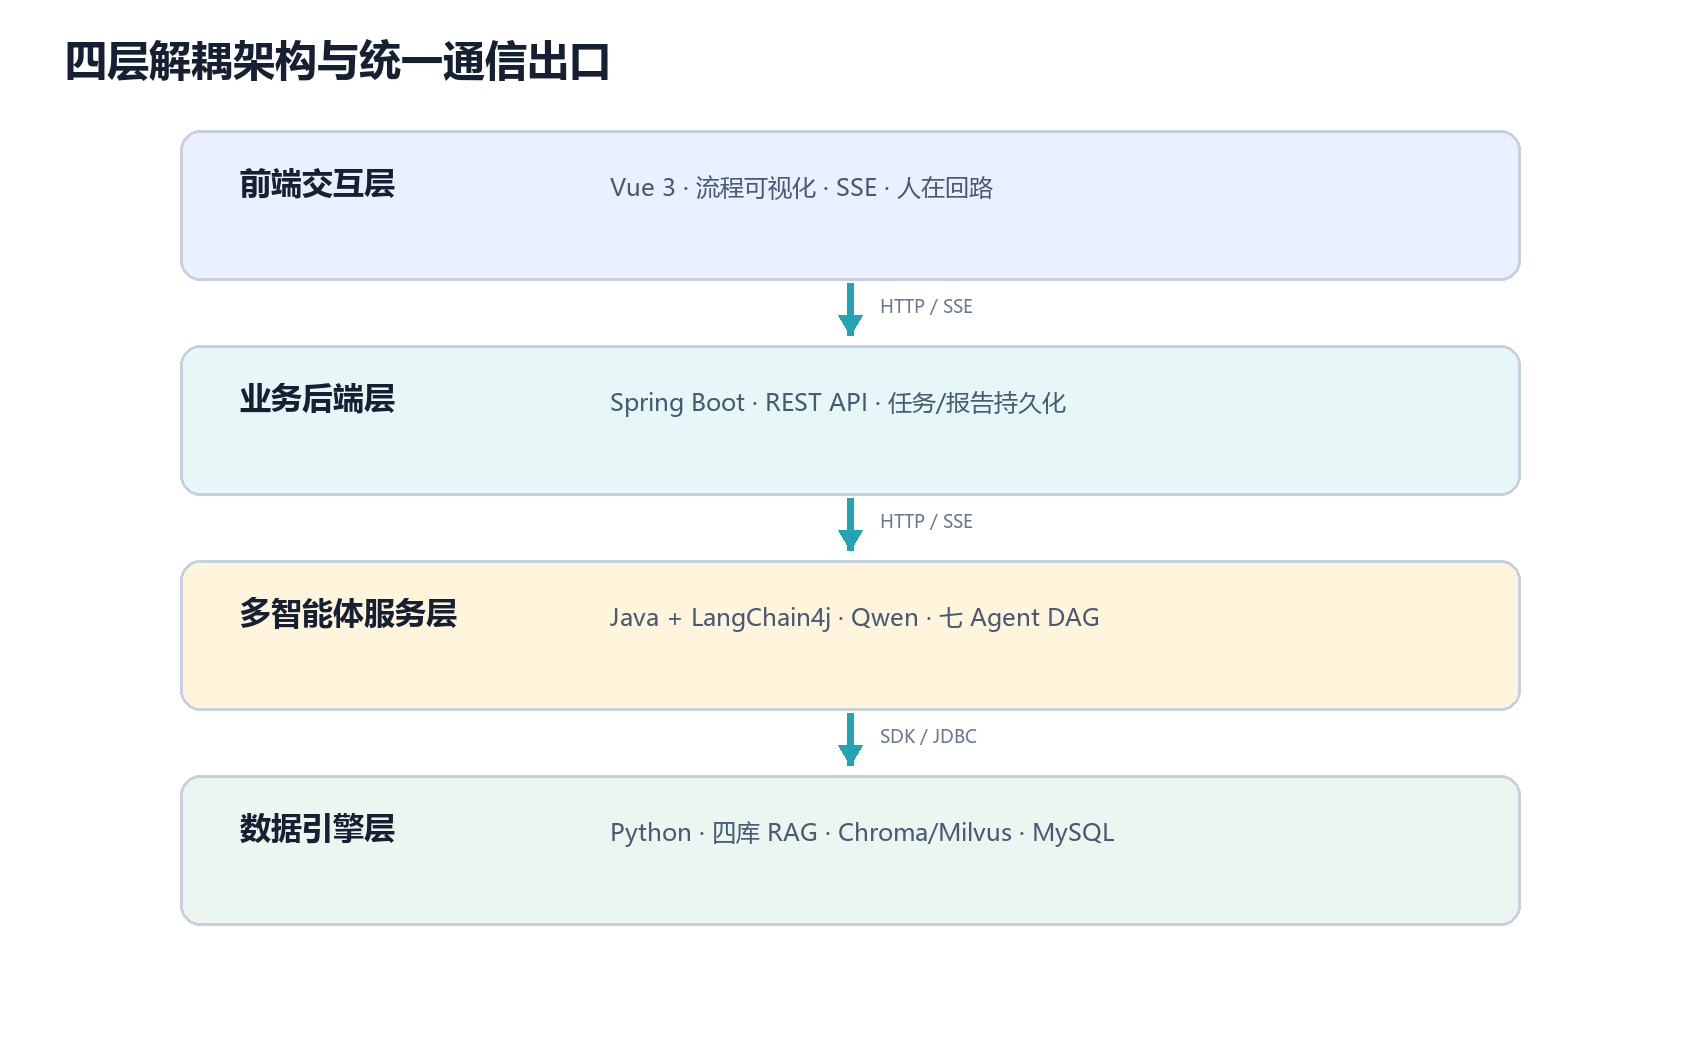 四层解耦架构与统一通信出口
前端交互层
Vue 3 · 流程可视化 · SSE · 人在回路
HTTP / SSE
业务后端层
Spring Boot · REST API · 任务/报告持久化
HTTP / SSE
多智能体服务层
Java + LangChain4j · Qwen · 七 Agent DAG
SDK / JDBC
数据引擎层
Python · 四库 RAG · Chroma/Milvus · MySQL